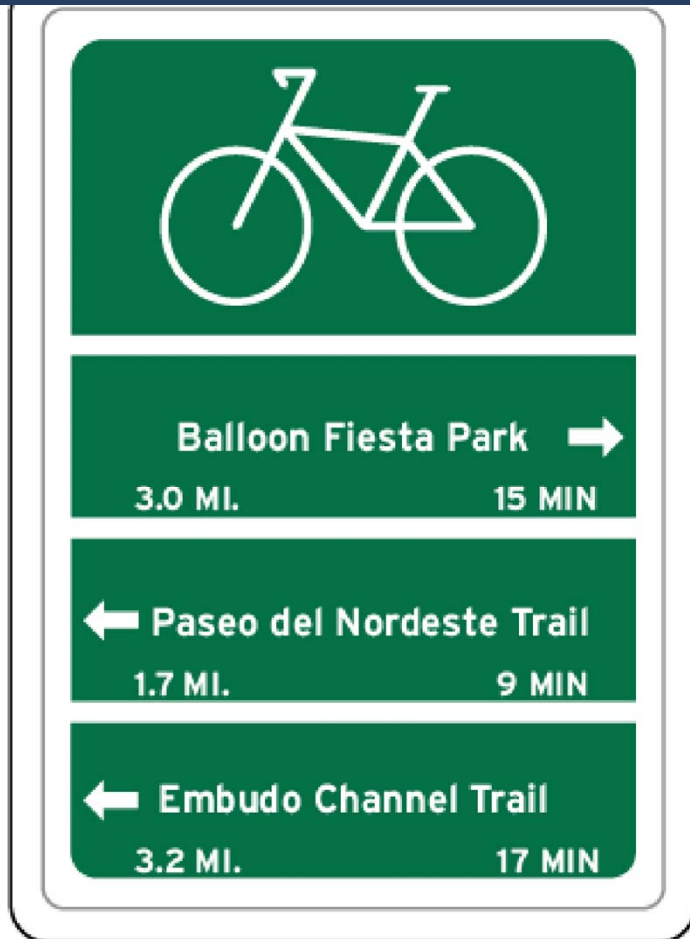 Balloon Fiesta Park
3.0 MI. 15 MIN
Paseo del Nordeste Trail
1.7 MI. 9 MIN
Embudo Channel Trail
3.2 MI. 17 MIN